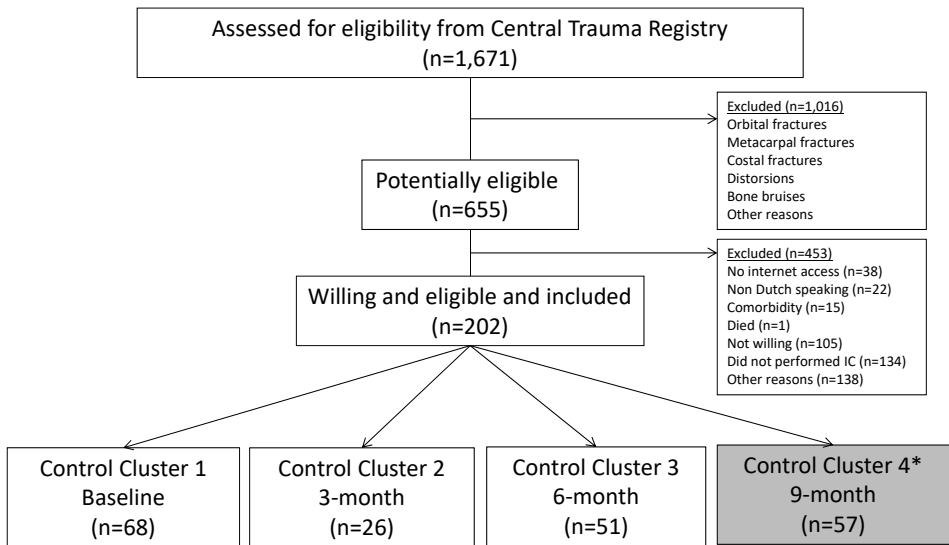 Assessed for eligibility from Central Trauma Registry
(n=1,671)
Excluded (n=1,016)
Orbital fractures
Metacarpal fractures
Costal fractures
Distorsions
Bone bruises
Other reasons
Potentially eligible
(n=655)
Excluded (n=453)
No internet access (n=38)
Non Dutch speaking (n=22)
Comorbidity (n=15)
Died (n=1)
Not willing (n=105)
Did not performed IC (n=134)
Other reasons (n=138)
Willing and eligible and included
(n=202)
Control Cluster 1
Baseline
(n=68)
Control Cluster 2
3-month
(n=26)
Control Cluster 3
6-month
(n=51)
Control Cluster 4*
9-month
(n=57)